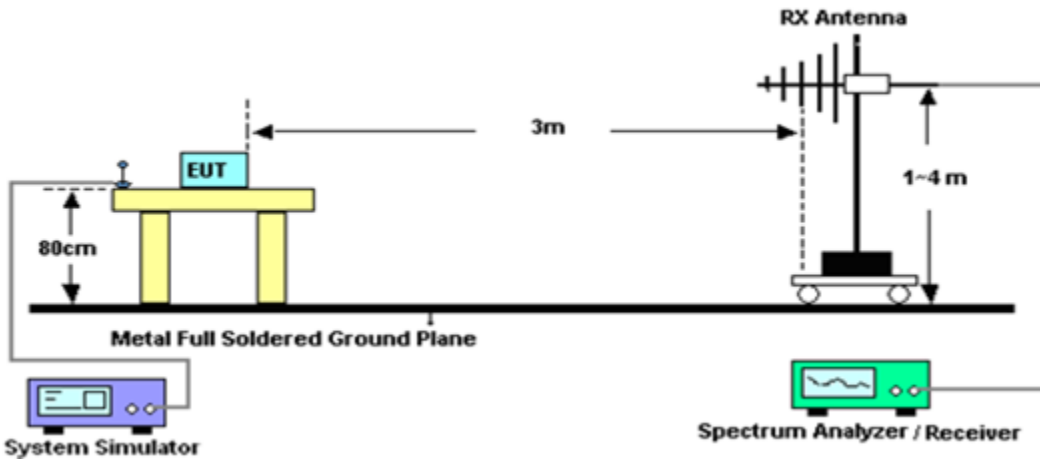 RX Antenna
3m
EUT
1~4 m
80cm
Metal Full Soldered Ground Plane
System Simulator
Spectrum Analyzer / Receiver